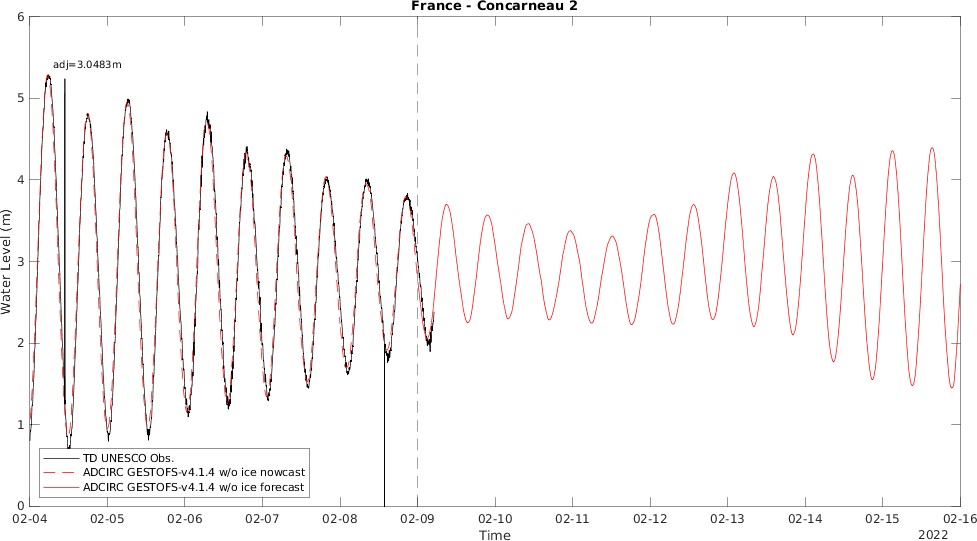 France - Concarneau 2
adj=3.0483m
6
5
4
3
2
1
0
Water Level (m)
TD UNESCO Obs.
ADCIRC GESTOFS-v4.1.4 w/o ice nowcast
ADCIRC GESTOFS-v4.1.4 w/o ice forecast
02-04 02-05 02-06 02-07 02-08 02-09 02-10 02-11 02-12 02-13 02-14 02-15 02-16
Time
2022